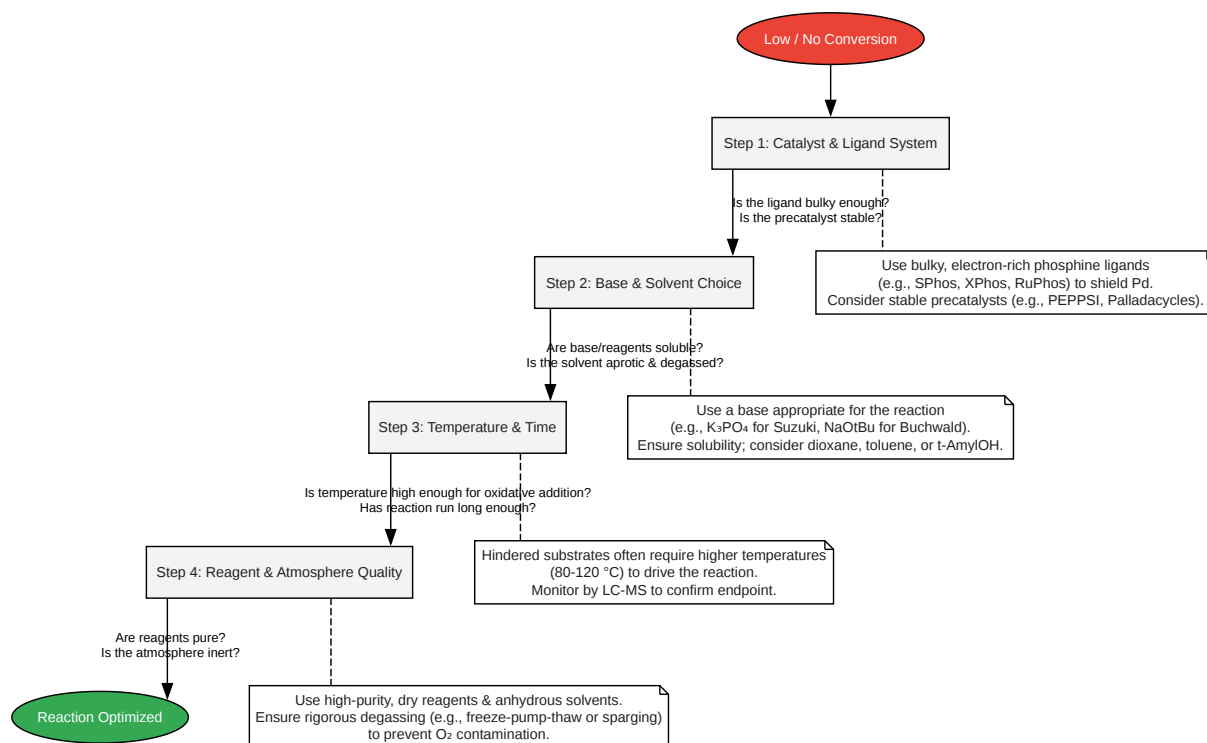 Low / No Conversion
Step 1: Catalyst & Ligand System
Is the ligand bulky enough?
Is the precatalyst stable?
Use bulky, electron-rich phosphine ligands
(e.g., SPhos, XPhos, RuPhos) to shield Pd.
Consider stable precatalysts (e.g., PEPPSI, Palladacycles).
Step 2: Base & Solvent Choice
Are base/reagents soluble?
Is the solvent aprotic & degassed?
Use a base appropriate for the reaction
(e.g., K₃PO₄ for Suzuki, NaOtBu for Buchwald).
Ensure solubility; consider dioxane, toluene, or t-AmylOH.
Step 3: Temperature & Time
Is temperature high enough for oxidative addition?
Has reaction run long enough?
Hindered substrates often require higher temperatures
(80-120 °C) to drive the reaction.
Monitor by LC-MS to confirm endpoint.
Step 4: Reagent & Atmosphere Quality
Are reagents pure?
Is the atmosphere inert?
Use high-purity, dry reagents & anhydrous solvents.
Ensure rigorous degassing (e.g., freeze-pump-thaw or sparging)
to prevent O₂ contamination.
Reaction Optimized